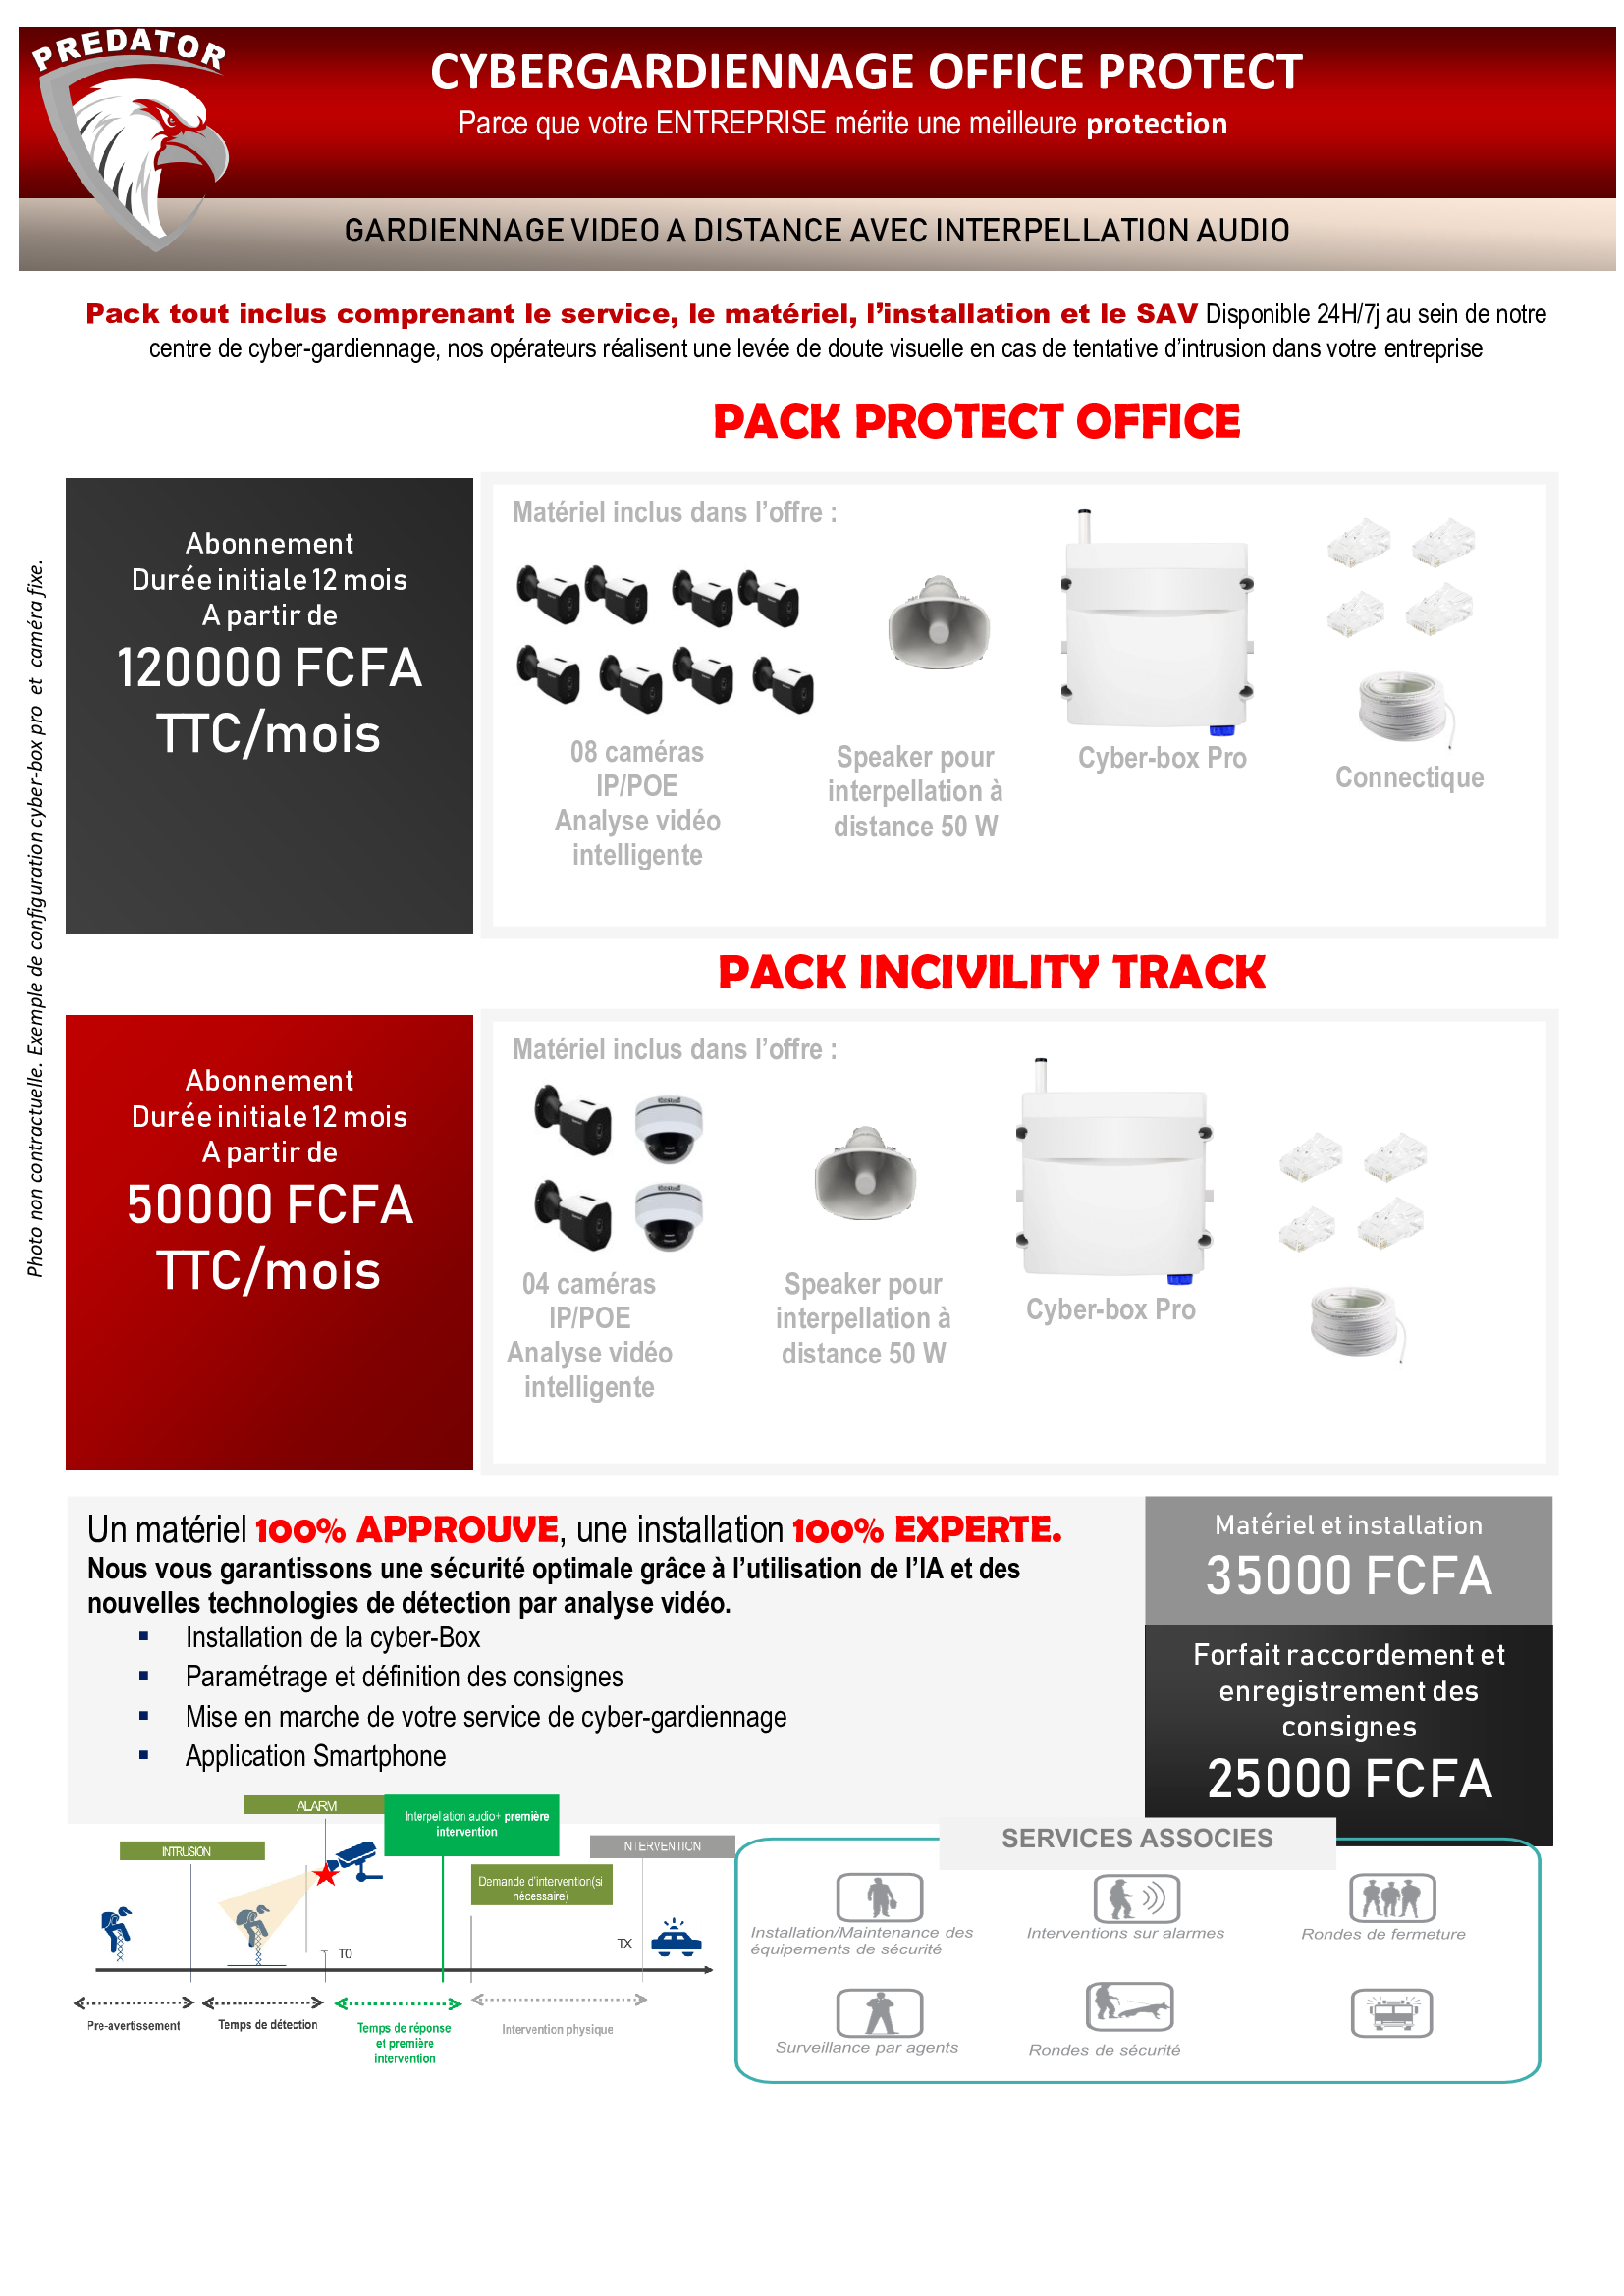 PREDATOR
CYBERGARDIENNAGE OFFICE PROTECT
Parce que votre ENTREPRISE mérite une meilleure protection
GARDIENNAGE VIDEO A DISTANCE AVEC INTERPELLATION AUDIO
Pack tout inclus comprenant le service, le matériel, l’installation et le SAV Disponible 24H/7j au sein de notre
centre de cyber-gardiennage, nos opérateurs réalisent une levée de doute visuelle en cas de tentative d’intrusion dans votre entreprise
PACK PROTECT OFFICE
Abonnement
Durée initiale 12 mois
A partir de
120000 FCFA
TTC/mois
Matériel inclus dans l’offre :
08 caméras
IP/POE
Analyse vidéo
intelligente
Speaker pour
interpellation à
distance 50 W
Cyber-box Pro
Connectique
Photo non contractuelle. Exemple de configuration cyber-box pro et caméra fixe.
PACK INCIVILITY TRACK
Abonnement
Durée initiale 12 mois
A partir de
50000 FCFA
TTC/mois
Matériel inclus dans l’offre :
04 caméras
IP/POE
Analyse vidéo
intelligente
Speaker pour
interpellation à
distance 50 W
Cyber-box Pro
Un matériel 100% APPROUVE, une installation 100% EXPERTE.
Nous vous garantissons une sécurité optimale grâce à l’utilisation de l’IA et des
nouvelles technologies de détection par analyse vidéo.
▪ Installation de la cyber-Box
▪ Paramétrage et définition des consignes
▪ Mise en marche de votre service de cyber-gardiennage
▪ Application Smartphone
Matériel et installation
35000 FCFA
Forfait raccordement et
enregistrement des
consignes
25000 FCFA
ALARM
Interpellation audio+ première
intervention
INTRUSION
INTERVENTION
Demande d’intervention(si
nécessaire)
T0
TX
Pre-avertissement
Temps de détection
Temps de réponse
et première
intervention
Intervention physique
SERVICES ASSOCIES
Installation/Maintenance des
équipements de sécurité
Interventions sur alarmes
Rondes de fermeture
Surveillance par agents
Rondes de sécurité